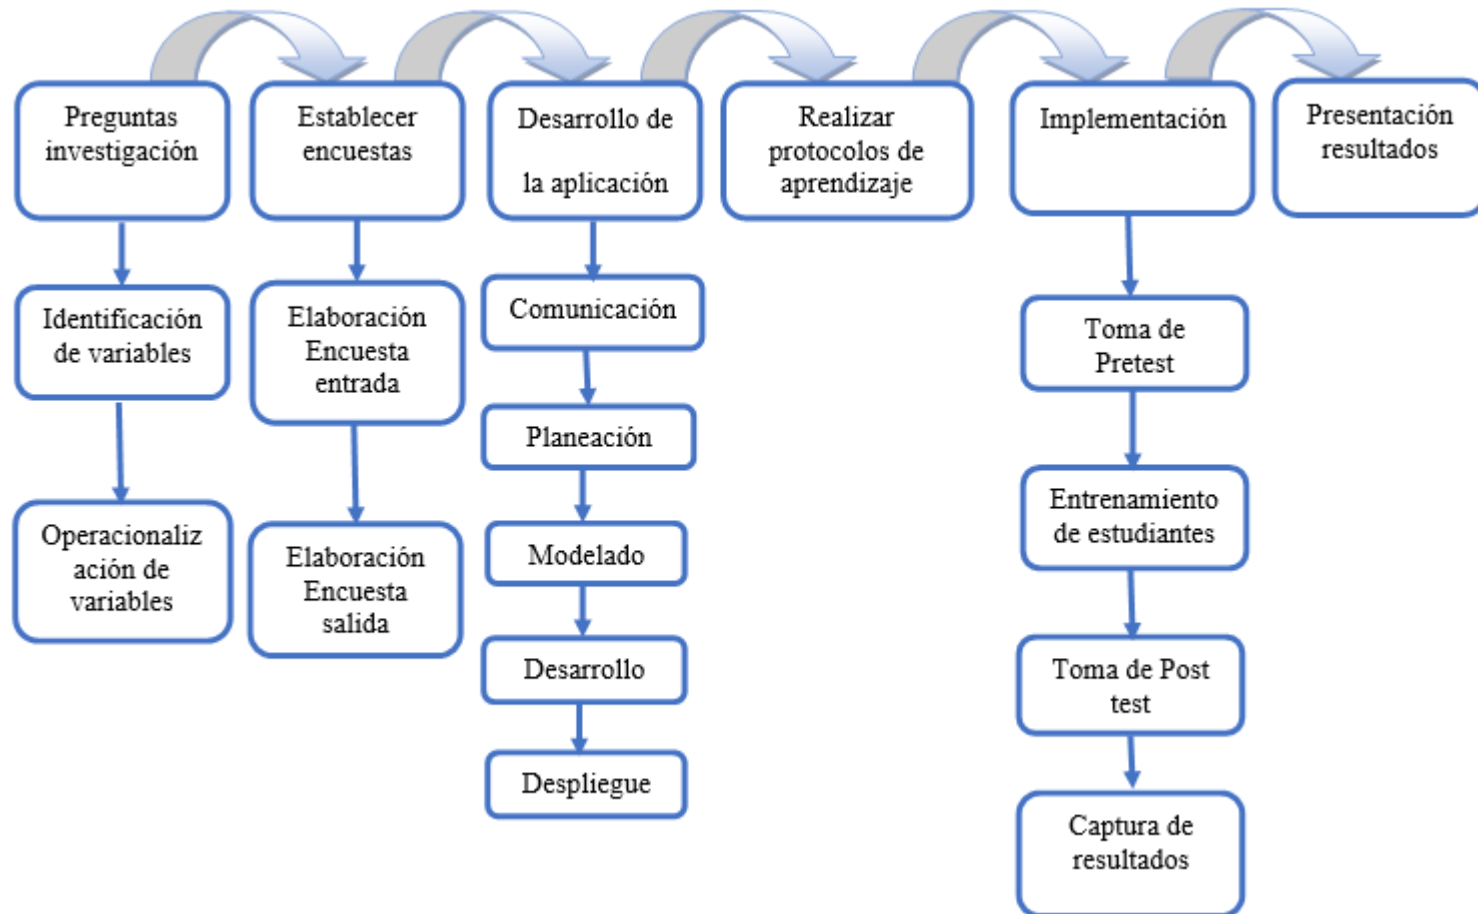 Preguntas
investigación
Establecer
encuestas
Desarrollo de
la aplicación
Realizar
protocolos de
aprendizaje
Implementación
Presentación
resultados
Identificación
de variables
Operacionaliz
ación de
variables
Elaboración
Encuesta
entrada
Elaboración
Encuesta
salida
Comunicación
Planeación
Modelado
Desarrollo
Despliegue
Toma de
Pretest
Entrenamiento
de estudiantes
Toma de Post
test
Captura de
resultados